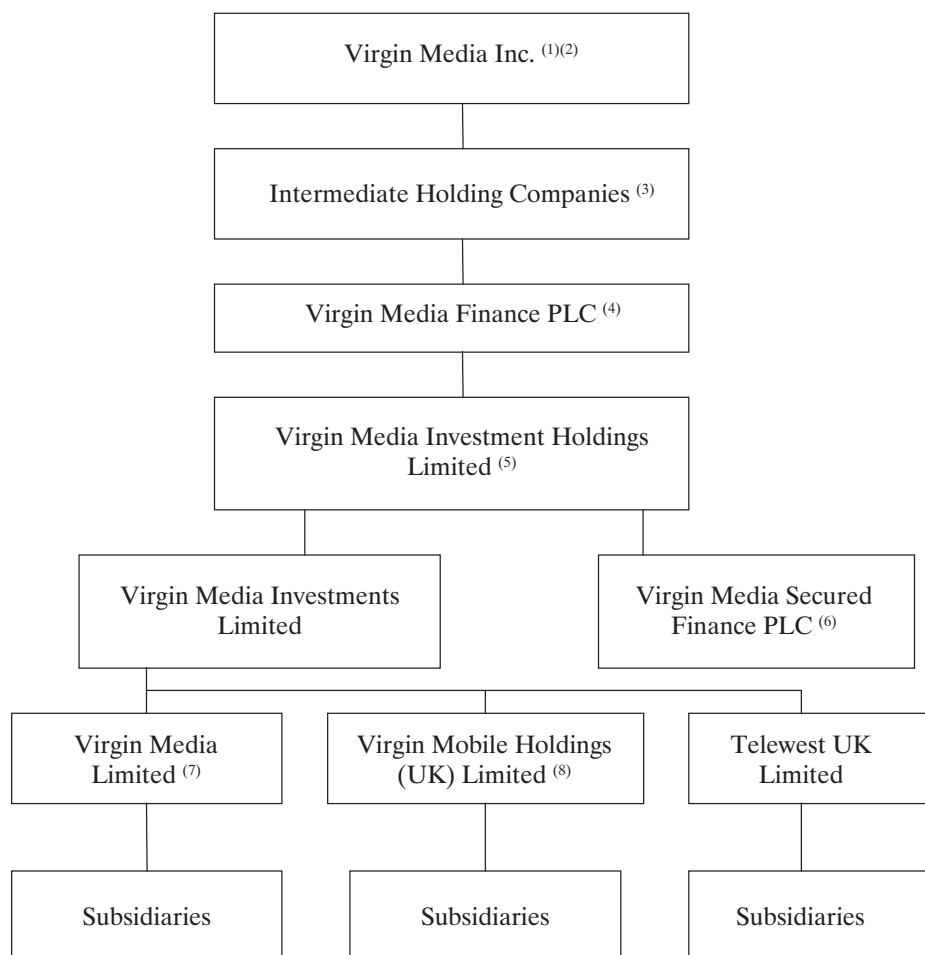 Virgin Media Inc. (1)(2)
Intermediate Holding Companies (3)
Virgin Media Finance PLC (4)
Virgin Media Investment Holdings
Limited (5)
Virgin Media Investments
Limited
Virgin Media Secured
Finance PLC (6)
Virgin Media
Limited (7)
Virgin Mobile Holdings
(UK) Limited (8)
Telewest UK
Limited
Subsidiaries
Subsidiaries
Subsidiaries